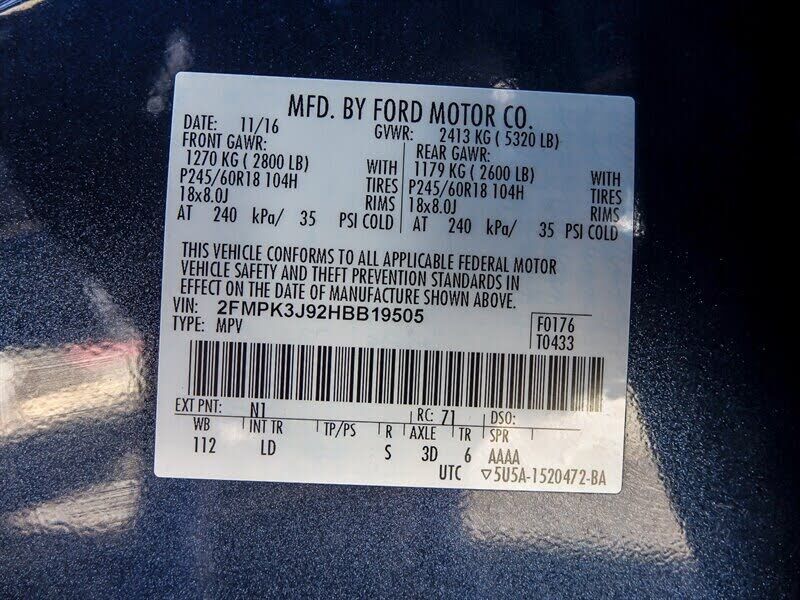 MFD. BY FORD MOTOR CO.
DATE: 11/16 GVWR: 2413 KG ( 5320 LB)
FRONT GAWR: REAR GAWR:
1270 KG ( 2800 LB) WITH 1179 KG ( 2600 LB) WITH
P245/60R18 104H TIRES P245/60R18 104H TIRES
18x8.0J RIMS 18x8.0J RIMS
AT 240 kPa/ 35 PSI COLD AT 240 kPa/ 35 PSI COLD
THIS VEHICLE CONFORMS TO ALL APPLICABLE FEDERAL MOTOR
VEHICLE SAFETY AND THEFT PREVENTION STANDARDS IN
EFFECT ON THE DATE OF MANUFACTURE SHOWN ABOVE.
VIN: 2FMPK3J92HBB19505 F0176
TYPE: MPV T0433
EXT PNT: N1 RC: 71 DSO:
WB INT TR TP/PS R AXLE TR SPR
112 LD S 3D 6 AAAA
UTC ▽5U5A-1520472-BA